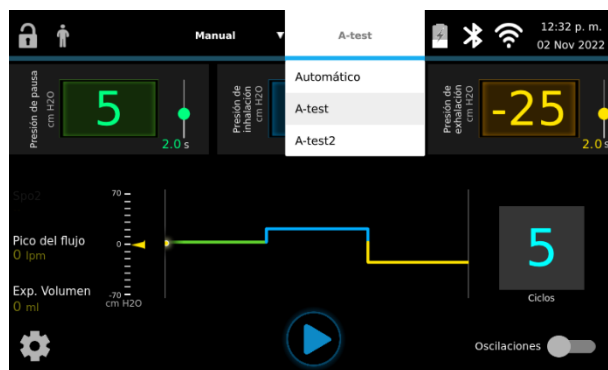 Manual
A-test
12:32 p. m.
02 Nov 2022
Automático
A-test
A-test2
Presión de pausa
cm H2O
5
2.0 s
Presión de
inhalación
cm H2O
Presión de
exhalación
cm H2O
-25
2.0 s
Spo2
70
0
-70
cm H2O
Pico del flujo
0 lpm
Exp. Volumen
0 ml
5
Ciclos
Oscilaciones